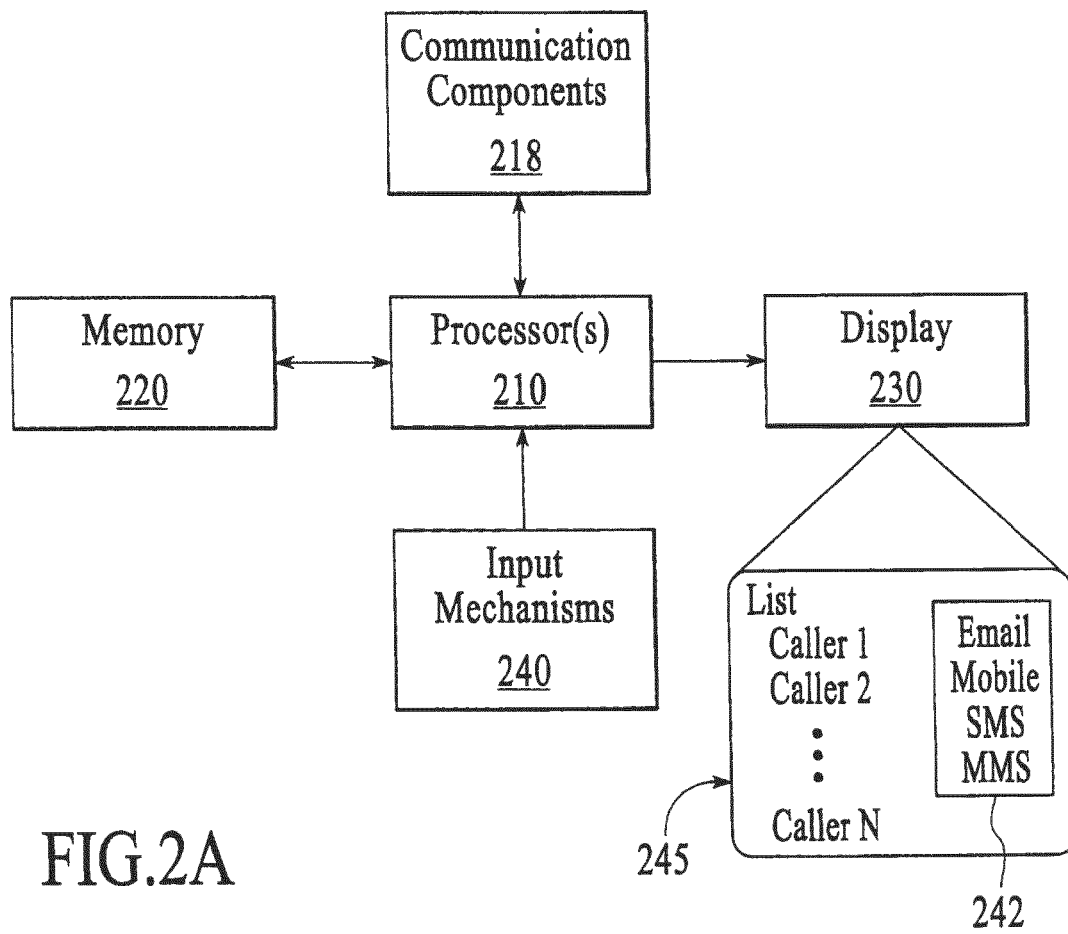 Communication
Components
218
Memory
220
Processor(s)
210
Display
230
Input
Mechanisms
240
List
Caller 1
Caller 2
Caller N
Email
Mobile
SMS
MMS
245
242
FIG.2A